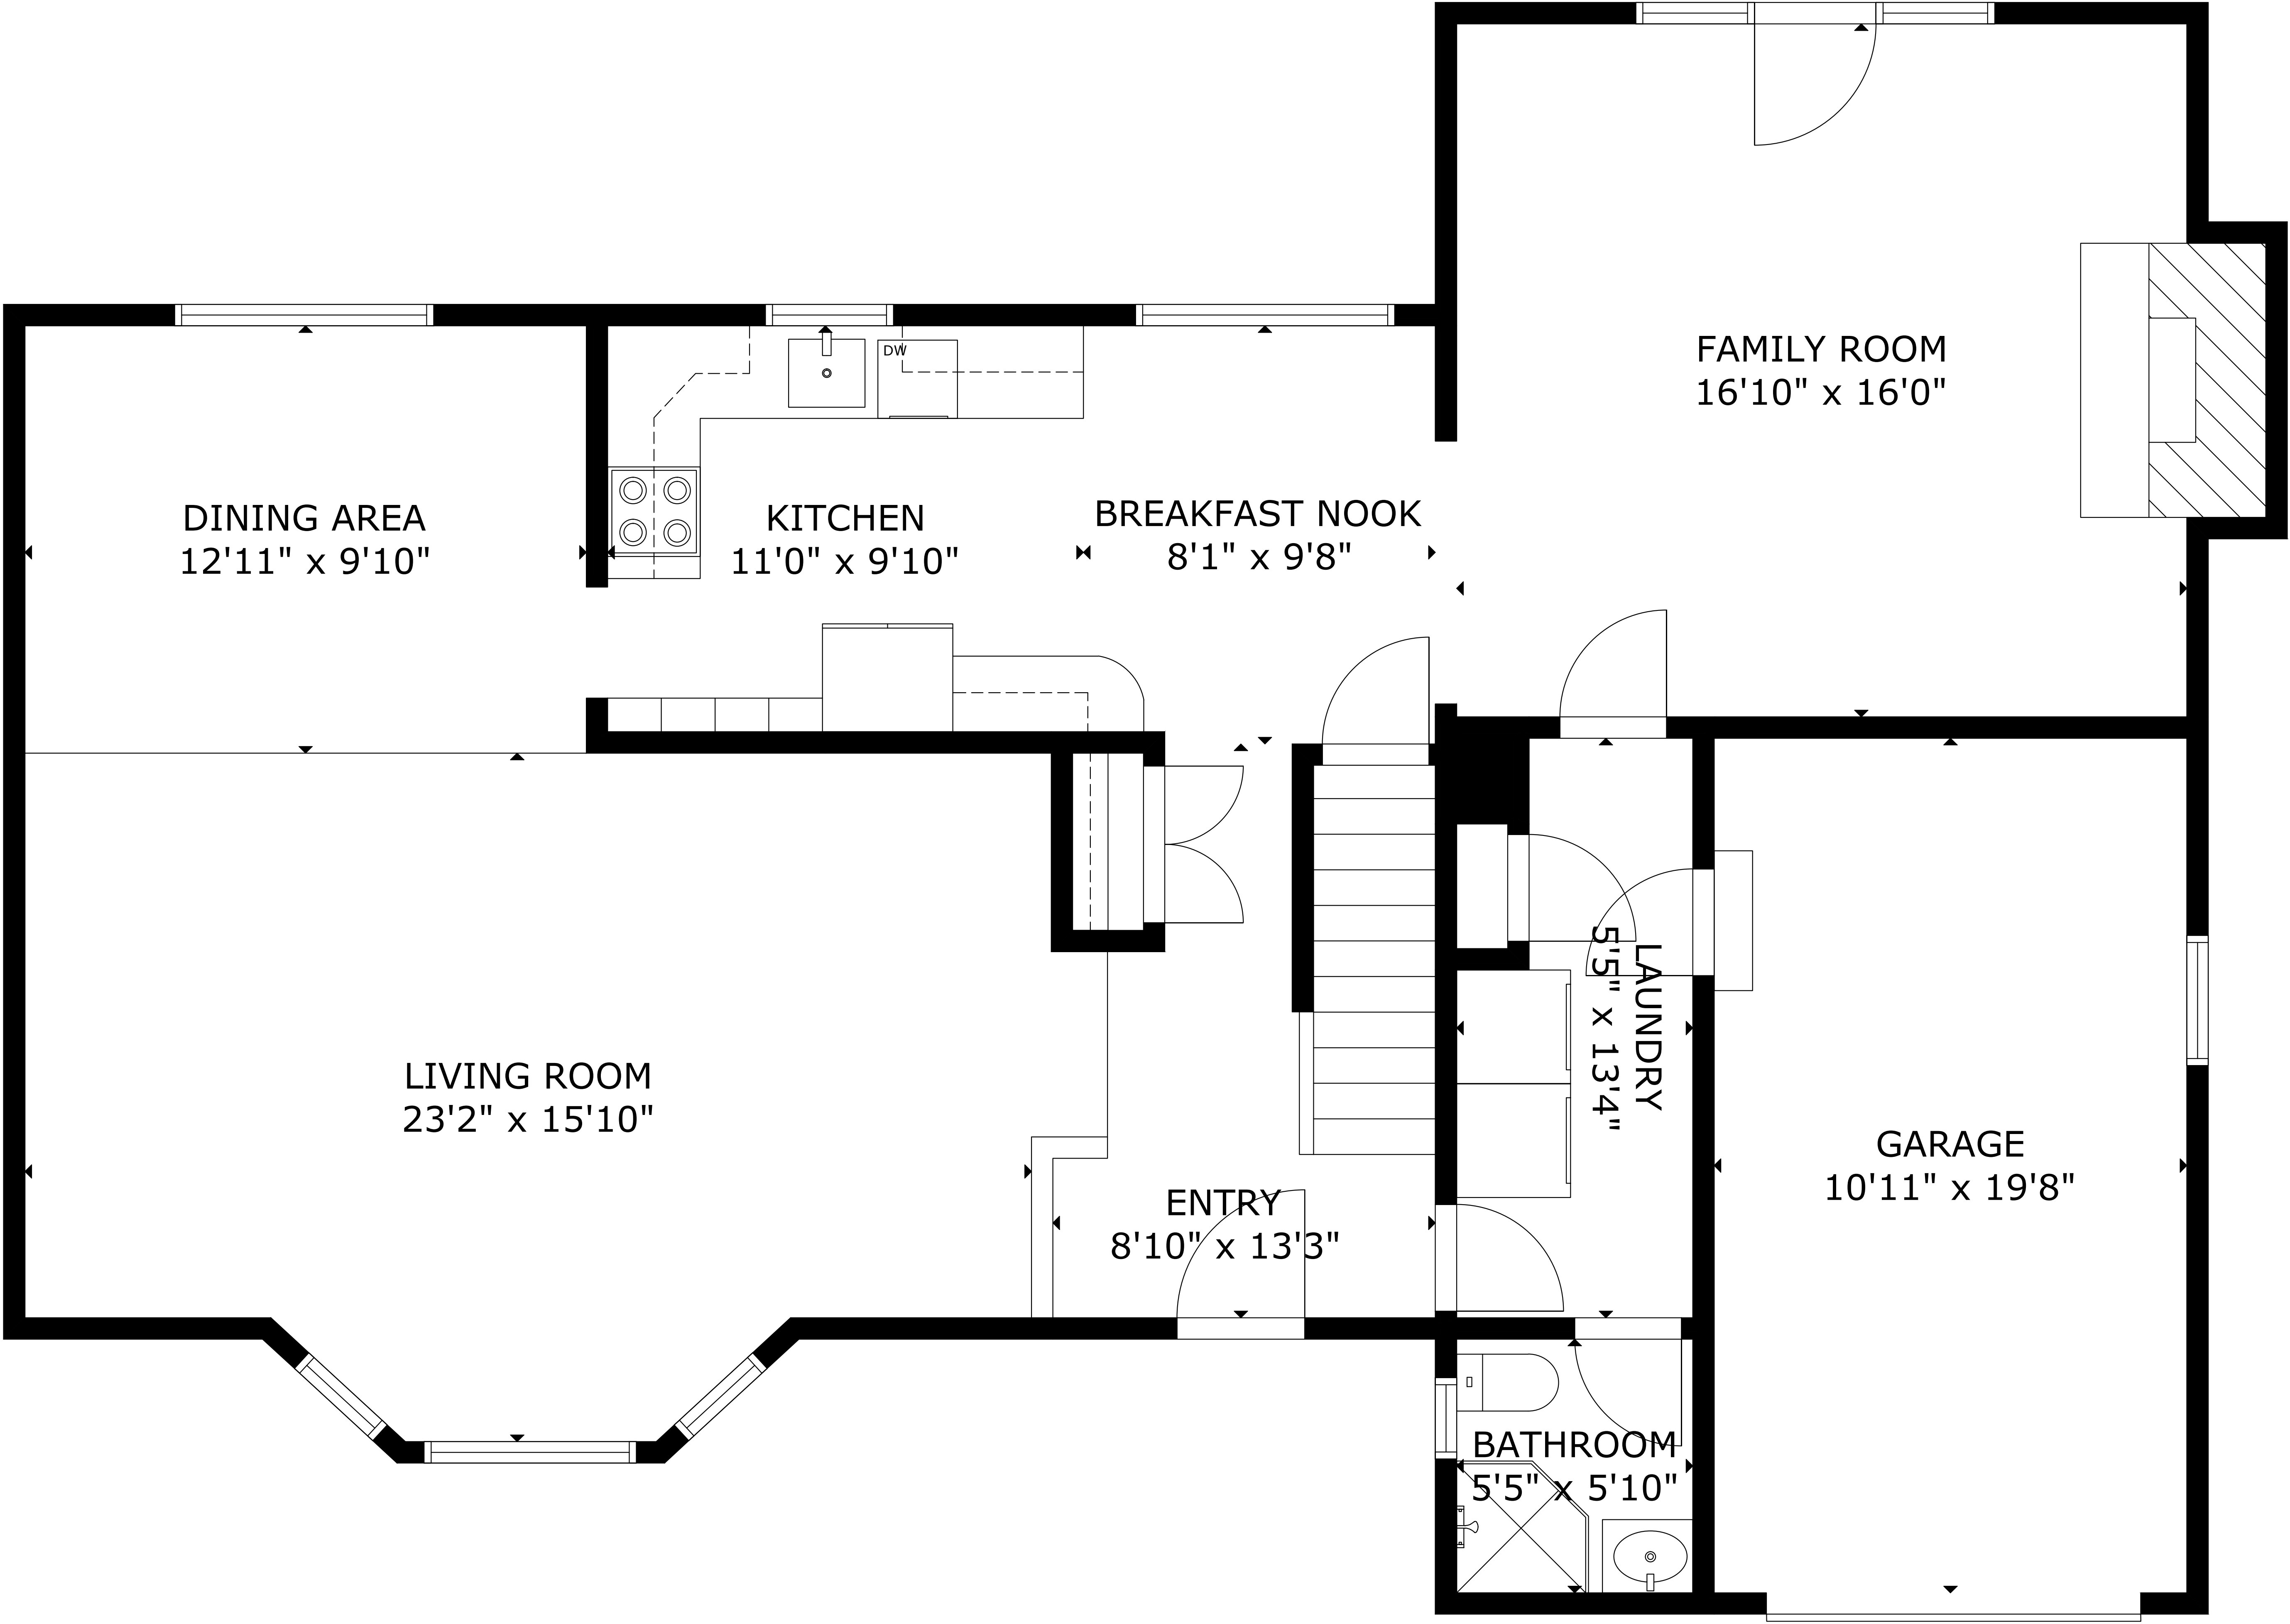 DW
FAMILY ROOM
16'10" x 16'0"
DINING AREA
12'11" x 9'10"
KITCHEN
11'0" x 9'10"
BREAKFAST NOOK
8'1" x 9'8"
LIVING ROOM
23'2" x 15'10"
LAUNDRY
5'5" x 13'4"
GARAGE
10'11" x 19'8"
ENTRY
8'10" x 13'3"
BATHROOM
5'5" x 5'10"